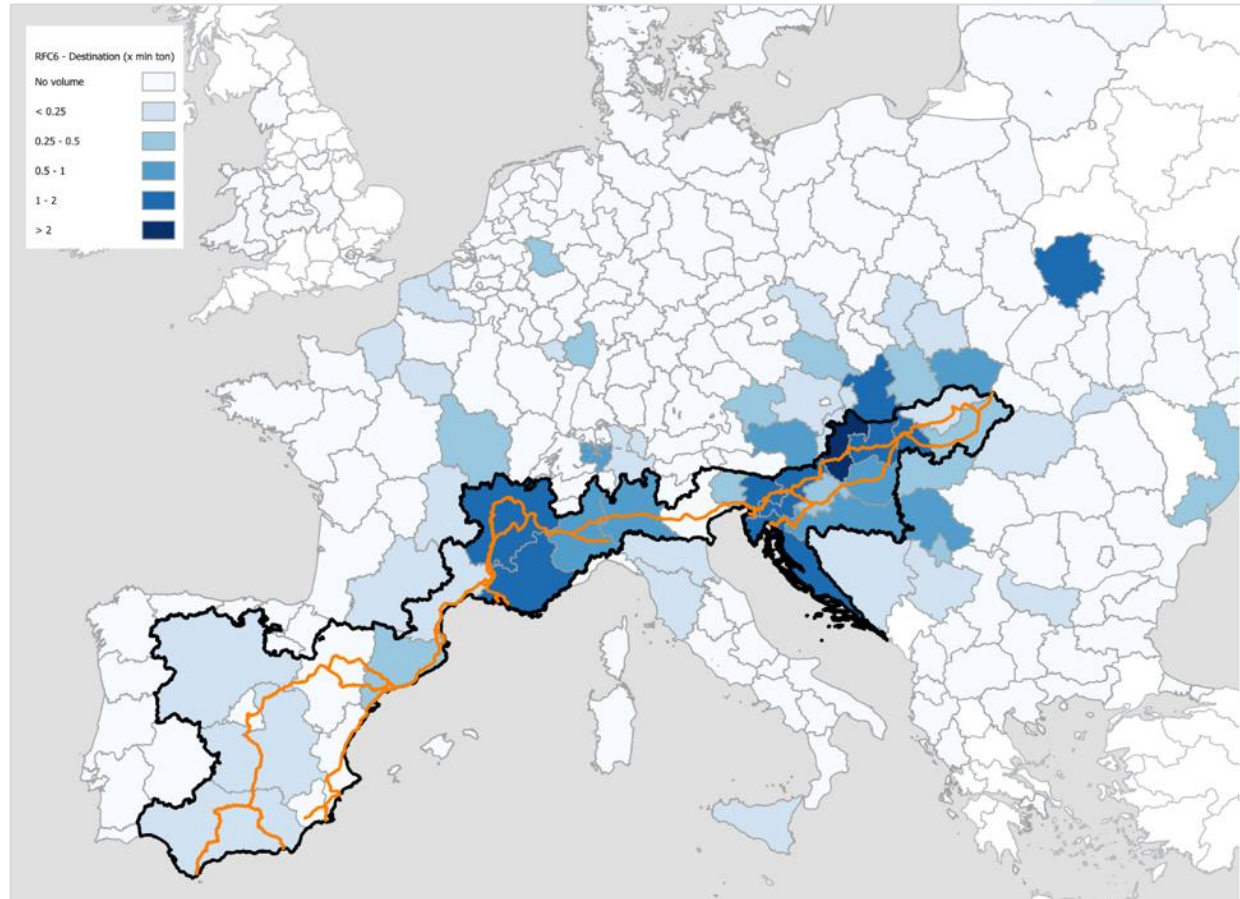 RFC6 - Destination (x mln ton)
No volume
< 0.25
0.25 - 0.5
0.5 - 1
1 - 2
> 2